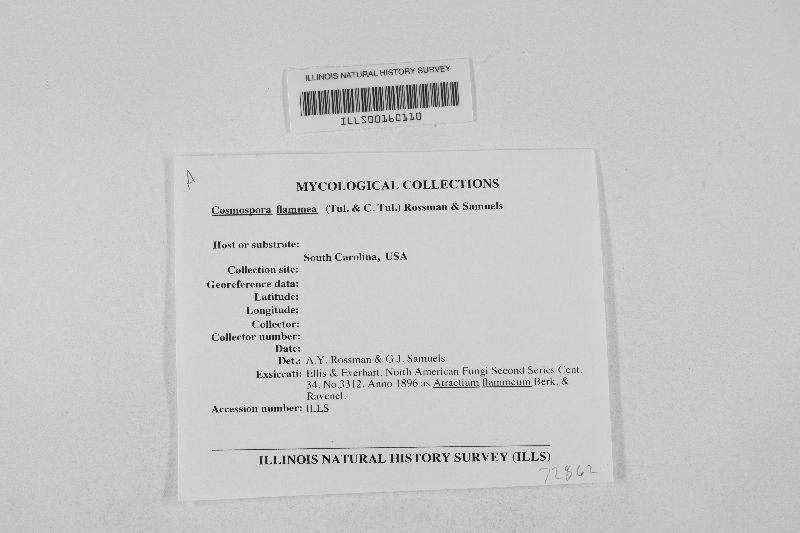 ILLINOIS NATURAL HISTORY SURVEY
ILLS00160110
A
MYCOLOGICAL COLLECTIONS
Cosmospora flammea (Tul. & C. Tul.) Rossman & Samuels
Host or substrate:
South Carolina, USA
Collection site:
Georeference data:
Latitude:
Longitude:
Collector:
Collector number:
Date:
Det.: A.Y. Rossman & G.J. Samuels
Exsiccati: Ellis & Everhart. North American Fungi Second Series Cent.
34. No.3312. Anno 1896 as Atractium flammeum Berk. &
Ravenel.
Accession number: ILLS
ILLINOIS NATURAL HISTORY SURVEY (ILLS)
72862